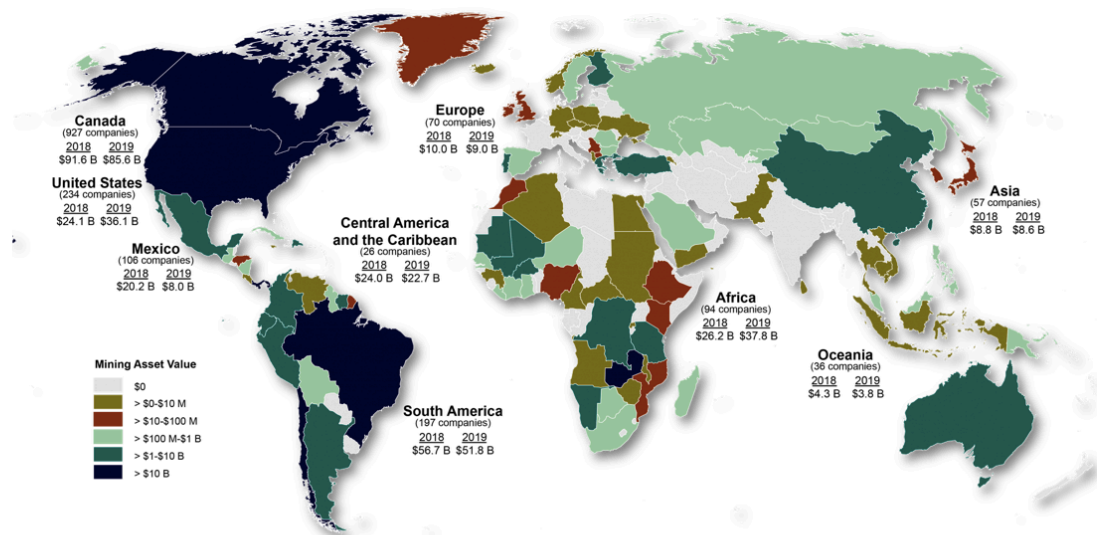 Canada
(927 companies)
2018 2019
$91.6 B $85.6 B
United States
(234 companies)
2018 2019
$24.1 B $36.1 B
Mexico
(106 companies)
2018 2019
$20.2 B $8.0 B
Europe
(70 companies)
2018 2019
$10.0 B $9.0 B
Central America
and the Caribbean
(26 companies)
2018 2019
$24.0 B $22.7 B
Asia
(57 companies)
2018 2019
$8.8 B $8.6 B
Africa
(94 companies)
2018 2019
$26.2 B $37.8 B
Oceania
(36 companies)
2018 2019
$4.3 B $3.8 B
South America
(197 companies)
2018 2019
$56.7 B $51.8 B
Mining Asset Value
$0
> $0-$10 M
> $10-$100 M
> $100 M-$1 B
> $1-$10 B
> $10 B